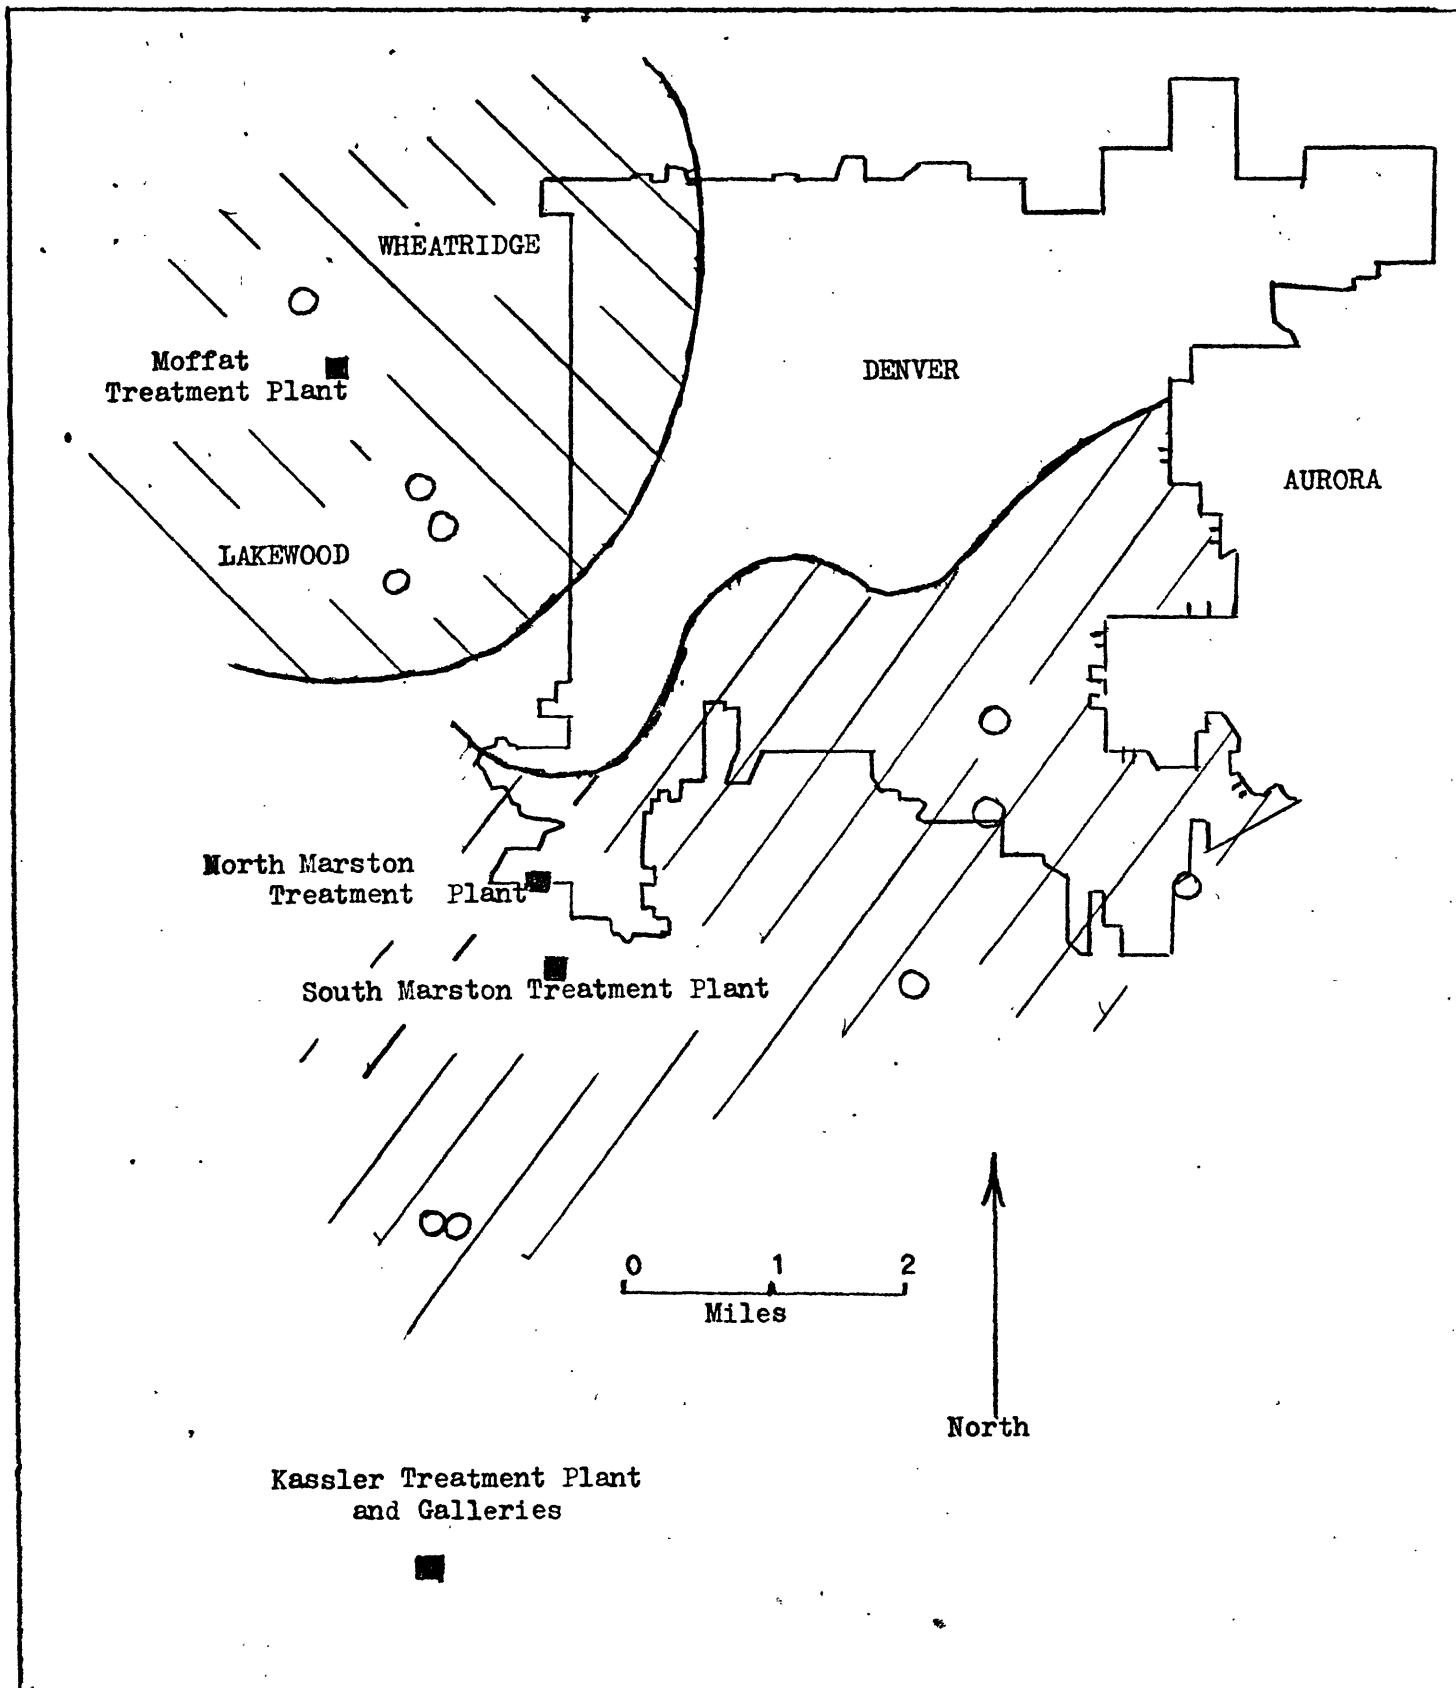 WHEATRIDGE
Moffat
Treatment Plant
DENVER
AURORA
LAKEWOOD
North Marston
Treatment Plant
South Marston Treatment Plant
0 1 2
Miles
North
Kassler Treatment Plant
and Galleries